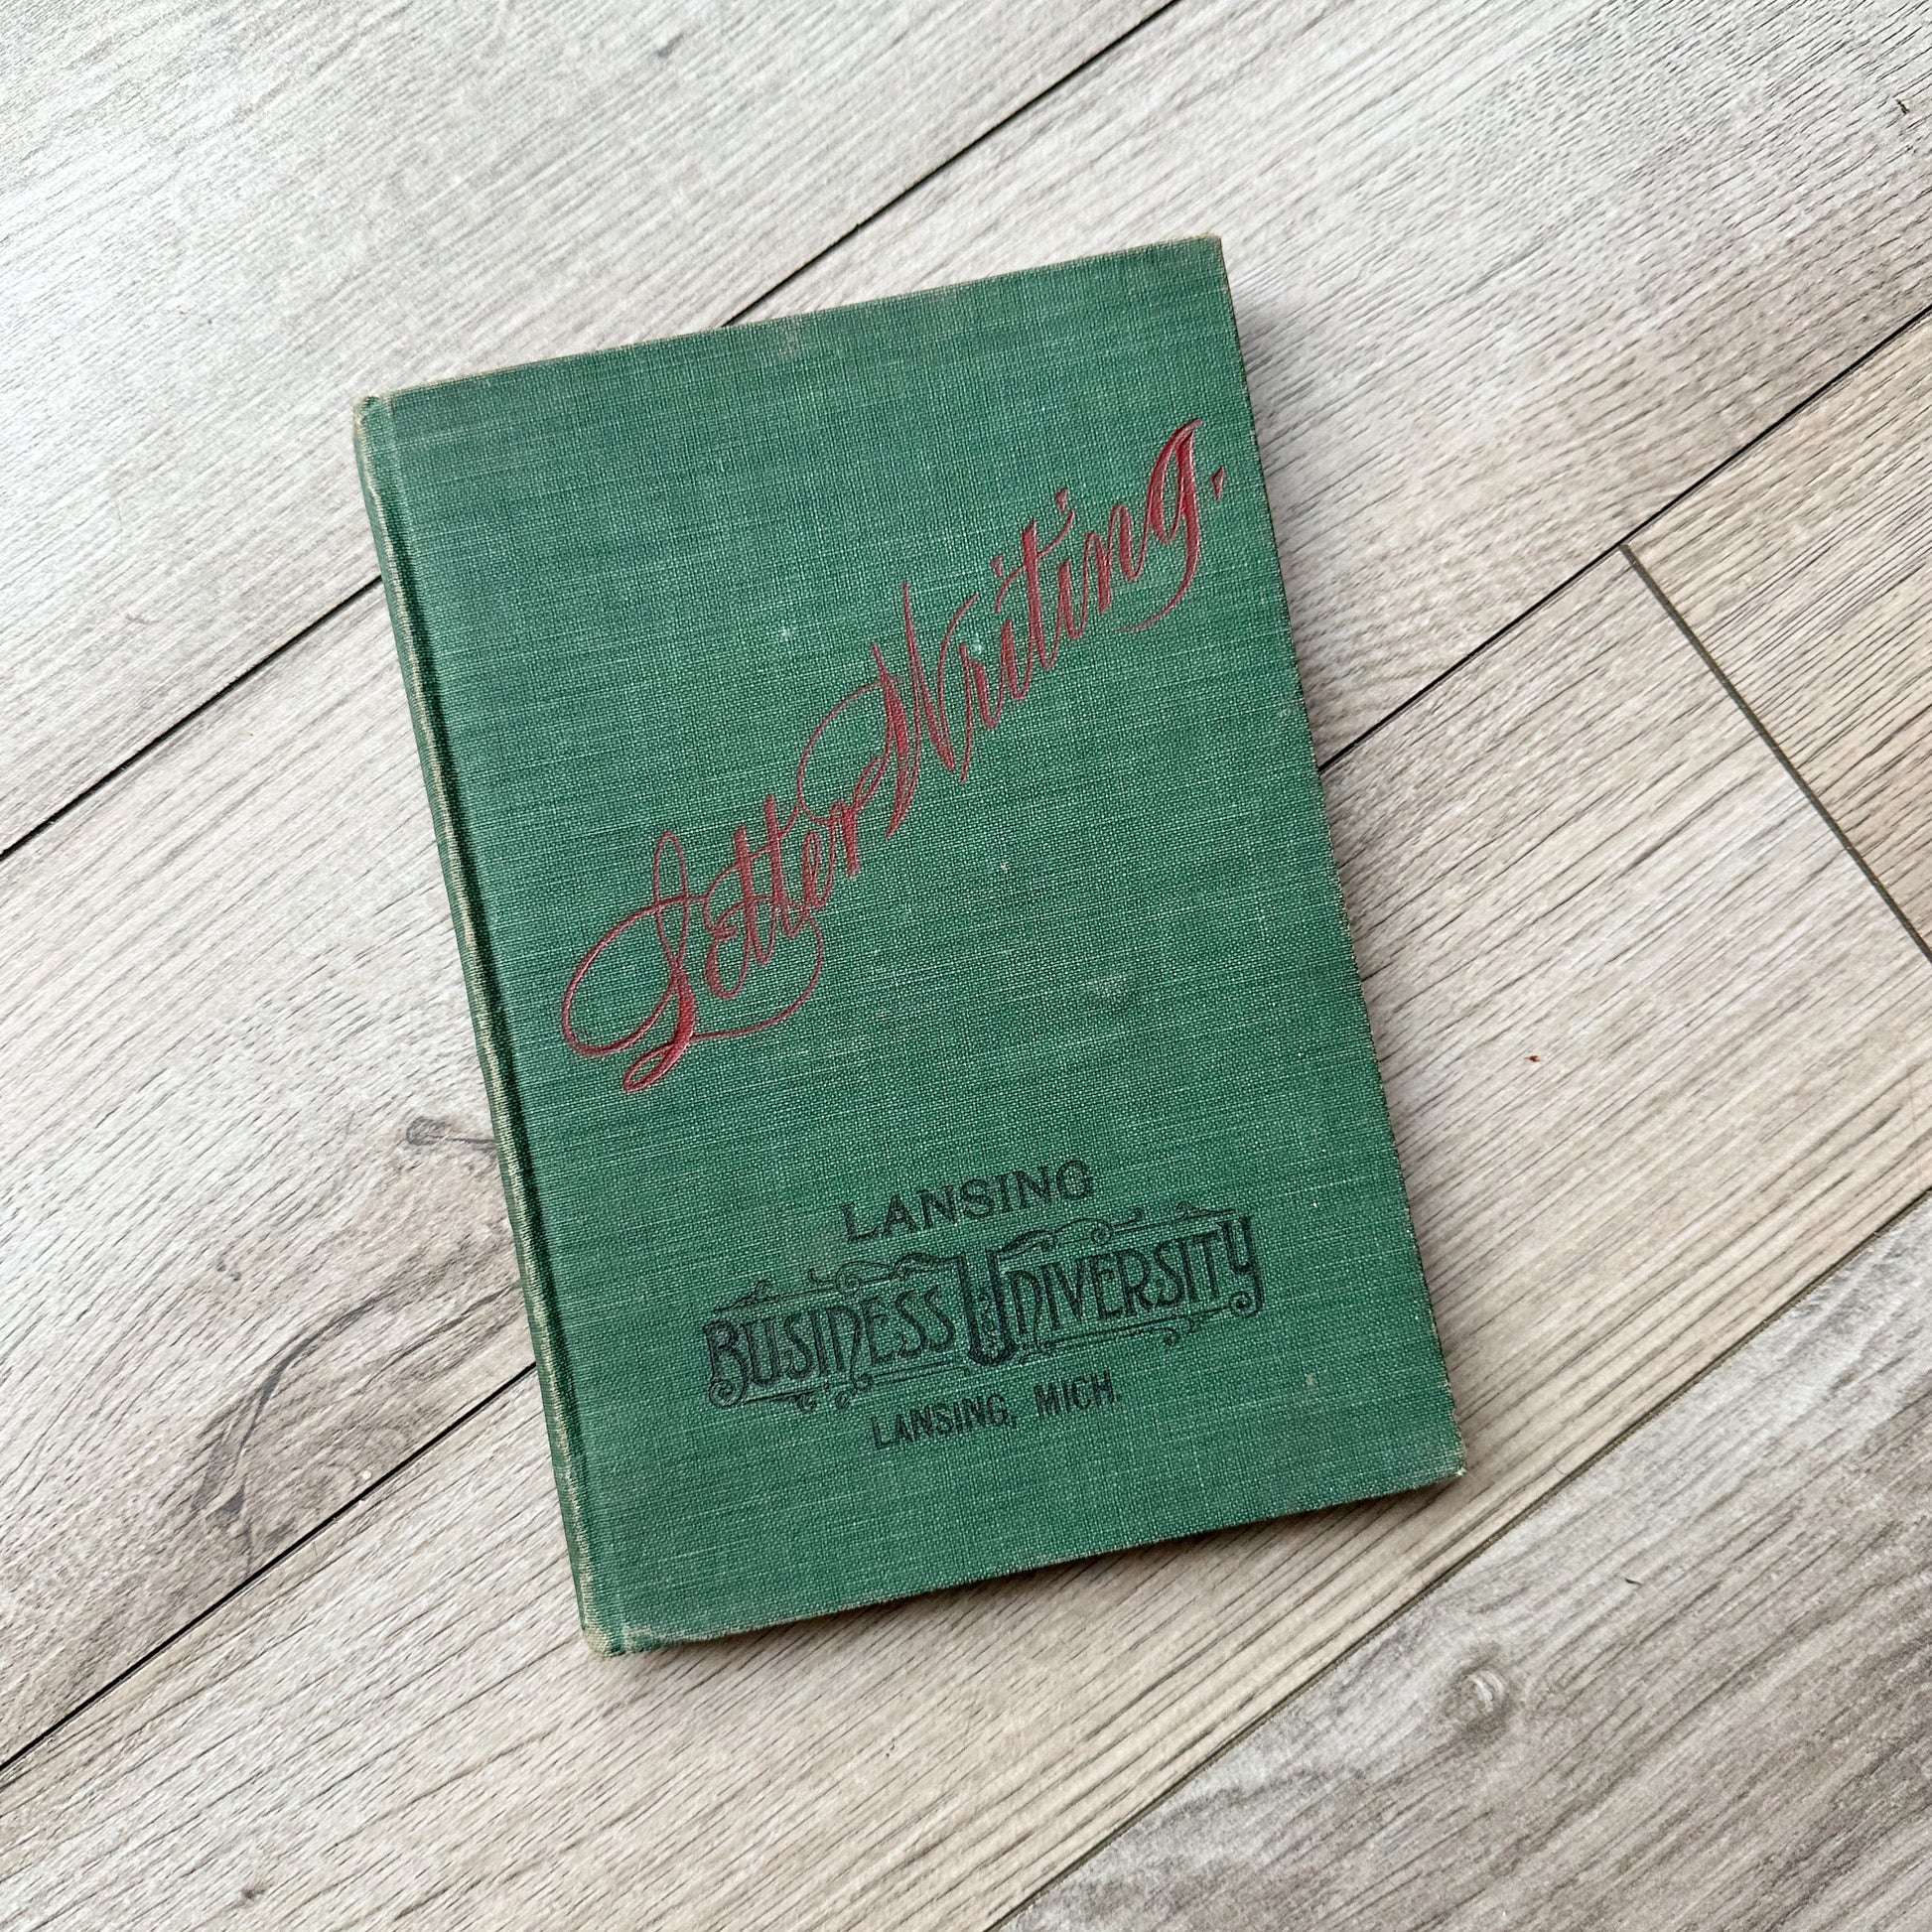 Letter Writing.
LANSING
BUSINESS UNIVERSITY
LANSING, MICH.